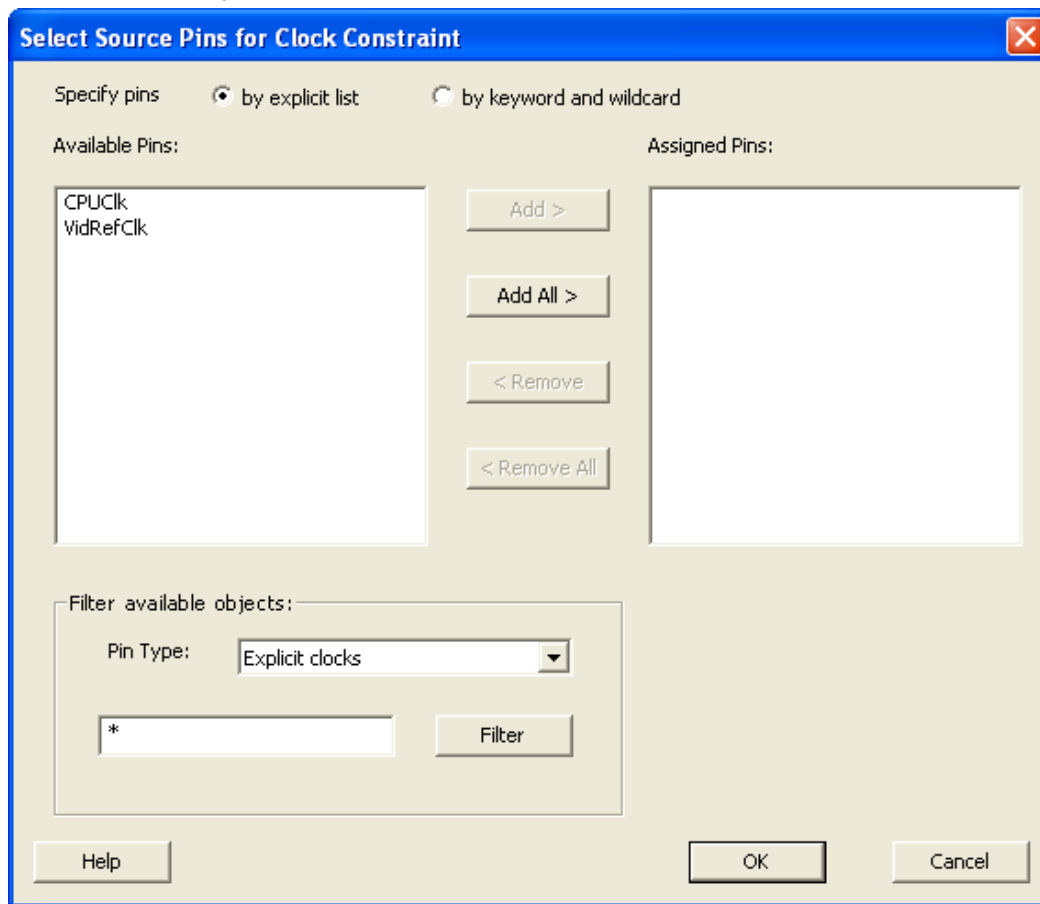 Select Source Pins for Clock Constraint
Specify pins by explicit list by keyword and wildcard
Available Pins: Assigned Pins:
CPUClk
VidRefClk
Add >
Add All >
< Remove
< Remove All
Filter available objects:
Pin Type: Explicit clocks
* Filter
Help OK Cancel